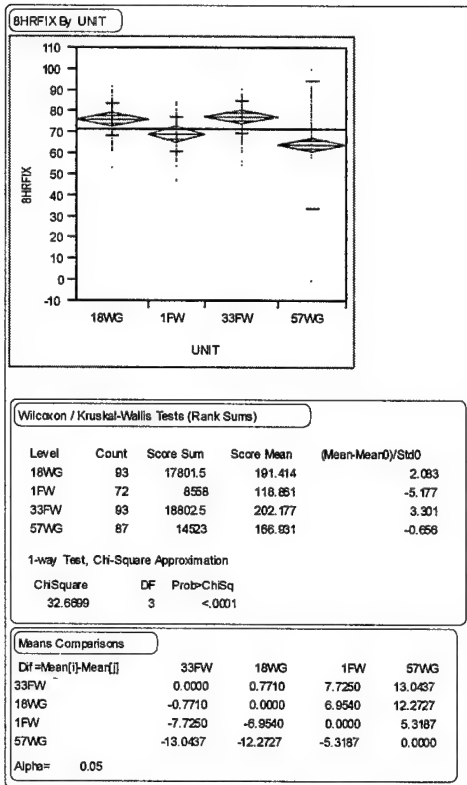 8HRFIX By UNIT
110
100
90
80
70
60
50
40
30
20
10
0
-10
8HRFIX
18WG 1FW 33FW 57WG
UNIT
Wilcoxon / Kruskal-Wallis Tests (Rank Sums)
Level Count Score Sum Score Mean (Mean-Mean0)/Std0
18WG 93 17801.5 191.414 2.083
1FW 72 8558 118.861 -5.177
33FW 93 18802.5 202.177 3.301
57WG 87 14523 166.931 -0.656
1-way Test, Chi-Square Approximation
ChiSquare DF Prob>ChiSq
32.6699 3 <.0001
Means Comparisons
Dif=Mean[i]-Mean[j] 33FW 18WG 1FW 57WG
33FW 0.0000 0.7710 7.7250 13.0437
18WG -0.7710 0.0000 6.9540 12.2727
1FW -7.7250 -6.9540 0.0000 5.3187
57WG -13.0437 -12.2727 -5.3187 0.0000
Alpha= 0.05